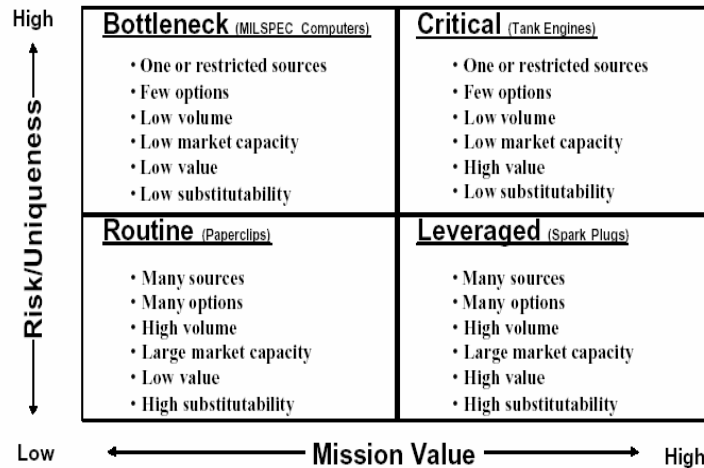 High
Risk/Uniqueness
Bottleneck (MILSPEC Computers)
• One or restricted sources
• Few options
• Low volume
• Low market capacity
• Low value
• Low substitutability
Critical (Tank Engines)
• One or restricted sources
• Few options
• Low volume
• Low market capacity
• High value
• Low substitutability
Routine (Paperclips)
• Many sources
• Many options
• High volume
• Large market capacity
• Low value
• High substitutability
Leveraged (Spark Plugs)
• Many sources
• Many options
• High volume
• Large market capacity
• High value
• High substitutability
Low
Mission Value
High